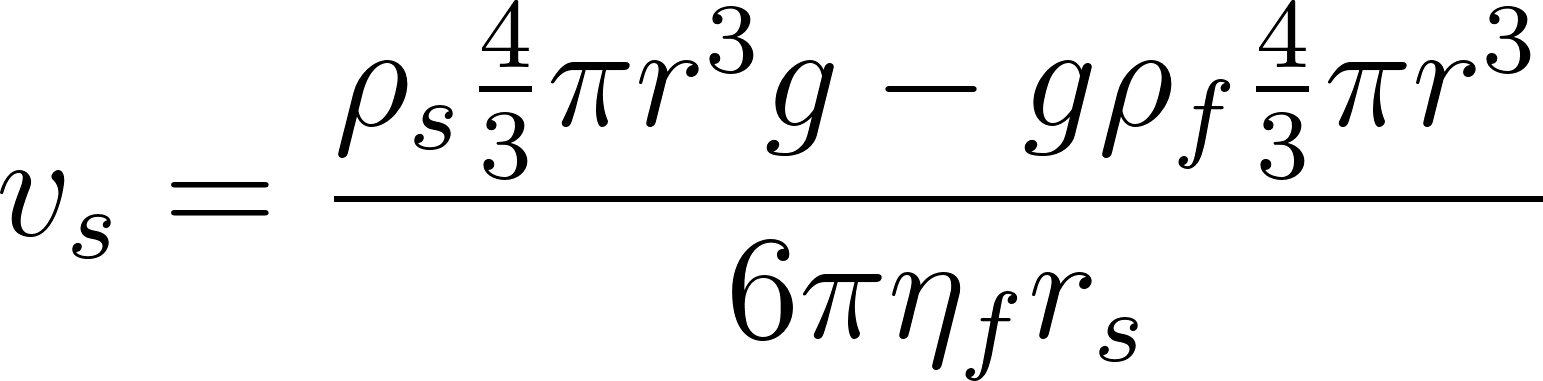 v_s = \frac{\rho_s \frac{4}{3} \pi r^3 g - g \rho_f \frac{4}{3} \pi r^3}{6 \pi \eta_f r_s}